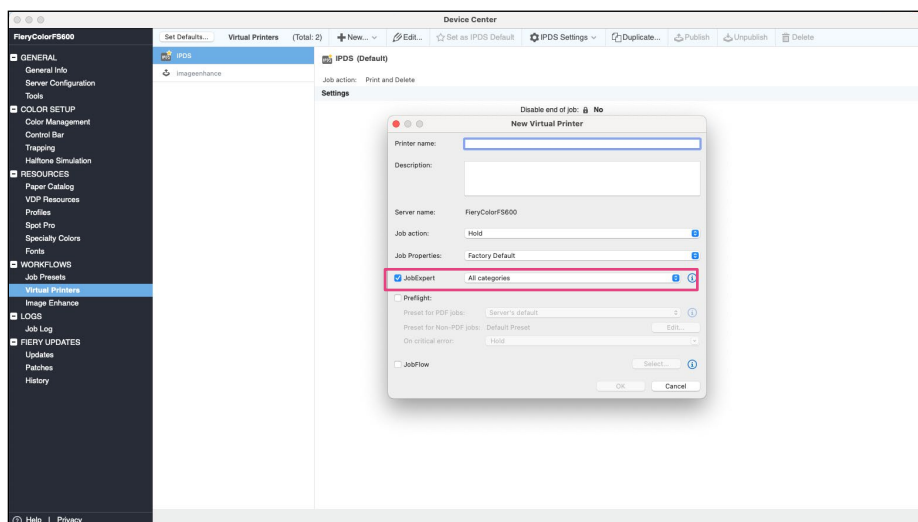 Device Center
FieryColorFS600
Set Defaults... Virtual Printers (Total: 2) New... Edit... Set as IPDS Default IPDS Settings Duplicate... Publish Unpublish Delete
GENERAL
General Info
Server Configuration
Tools
COLOR SETUP
Color Management
Control Bar
Trapping
Halftone Simulation
RESOURCES
Paper Catalog
VDP Resources
Profiles
Spot Pro
Specialty Colors
Fonts
WORKFLOWS
Job Presets
Virtual Printers
Image Enhance
LOGS
Job Log
FIERY UPDATES
Updates
Patches
History
Help | Privacy
IPDS
imageenhance
IPDS (Default)
Job action: Print and Delete
Settings
Disable end of job: No
New Virtual Printer
Printer name:
Description:
Server name: FieryColorFS600
Job action: Hold
Job Properties: Factory Default
JobExpert All categories
Preflight:
Preset for PDF jobs: Server's default
Preset for Non-PDF jobs: Default Preset Edit...
On critical error: Hold
JobFlow Select...
OK Cancel